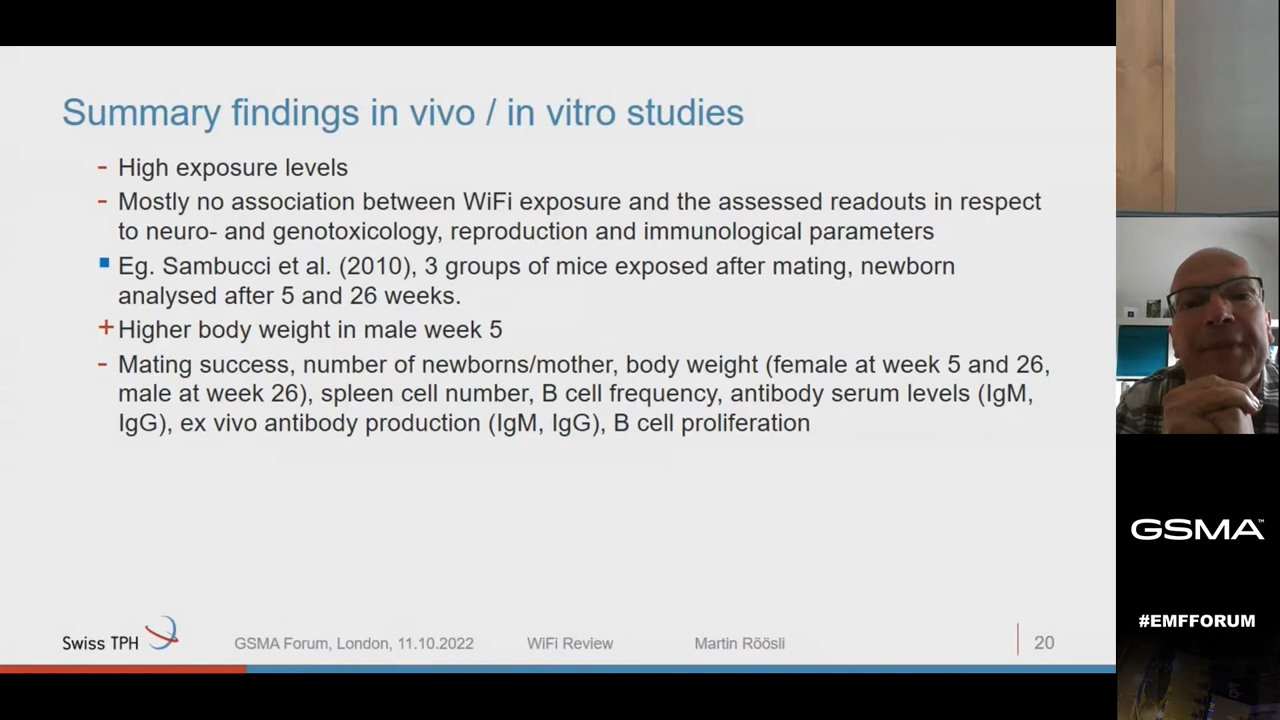 Summary findings in vivo / in vitro studies
- High exposure levels
- Mostly no association between WiFi exposure and the assessed readouts in respect
to neuro- and genotoxicology, reproduction and immunological parameters
▪ Eg. Sambucci et al. (2010), 3 groups of mice exposed after mating, newborn
analysed after 5 and 26 weeks.
+ Higher body weight in male week 5
- Mating success, number of newborns/mother, body weight (female at week 5 and 26,
male at week 26), spleen cell number, B cell frequency, antibody serum levels (IgM,
IgG), ex vivo antibody production (IgM, IgG), B cell proliferation
Swiss TPH
GSMA Forum, London, 11.10.2022 WiFi Review Martin Röösli 20
GSMA™
#EMFFORUM